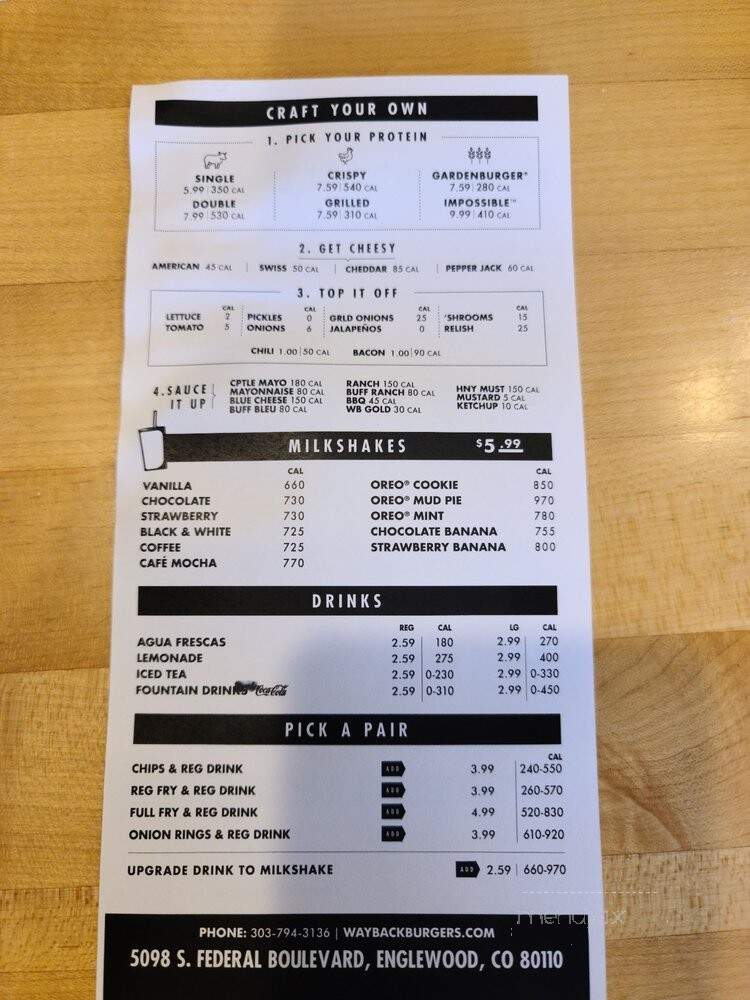 CRAFT YOUR OWN
1. PICK YOUR PROTEIN
SINGLE
5.99 | 350 CAL
DOUBLE
7.99 | 530 CAL
CRISPY
7.59 | 540 CAL
GRILLED
7.59 | 310 CAL
GARDENBURGER®
7.59 | 280 CAL
IMPOSSIBLE™
9.99 | 410 CAL
2. GET CHEESY
AMERICAN 45 CAL | SWISS 50 CAL | CHEDDAR 85 CAL | PEPPER JACK 60 CAL
3. TOP IT OFF
CAL CAL CAL CAL
LETTUCE 2 PICKLES 0 GRLD ONIONS 25 'SHROOMS 15
TOMATO 5 ONIONS 6 JALAPEÑOS 0 RELISH 25
CHILI 1.00 | 50 CAL BACON 1.00 | 90 CAL
4. SAUCE IT UP
CPTLE MAYO 180 CAL
MAYONNAISE 80 CAL
BLUE CHEESE 150 CAL
BUFF BLEU 80 CAL
RANCH 150 CAL
BUFF RANCH 80 CAL
BBQ 45 CAL
WB GOLD 30 CAL
HNY MUST 150 CAL
MUSTARD 5 CAL
KETCHUP 10 CAL
MILKSHAKES $5.99
CAL CAL
VANILLA 660 OREO® COOKIE 850
CHOCOLATE 730 OREO® MUD PIE 970
STRAWBERRY 730 OREO® MINT 780
BLACK & WHITE 725 CHOCOLATE BANANA 755
COFFEE 725 STRAWBERRY BANANA 800
CAFÉ MOCHA 770
DRINKS
REG CAL LG CAL
AGUA FRESCAS 2.59 180 2.99 270
LEMONADE 2.59 275 2.99 400
ICED TEA 2.59 0-230 2.99 0-330
FOUNTAIN DRINKS Coca-Cola 2.59 0-310 2.99 0-450
PICK A PAIR
CAL
CHIPS & REG DRINK ADD 3.99 240-550
REG FRY & REG DRINK ADD 3.99 260-570
FULL FRY & REG DRINK ADD 4.99 520-830
ONION RINGS & REG DRINK ADD 3.99 610-920
UPGRADE DRINK TO MILKSHAKE ADD 2.59 | 660-970
PHONE: 303-794-3136 | WAYBACKBURGERS.COM
5098 S. FEDERAL BOULEVARD, ENGLEWOOD, CO 80110